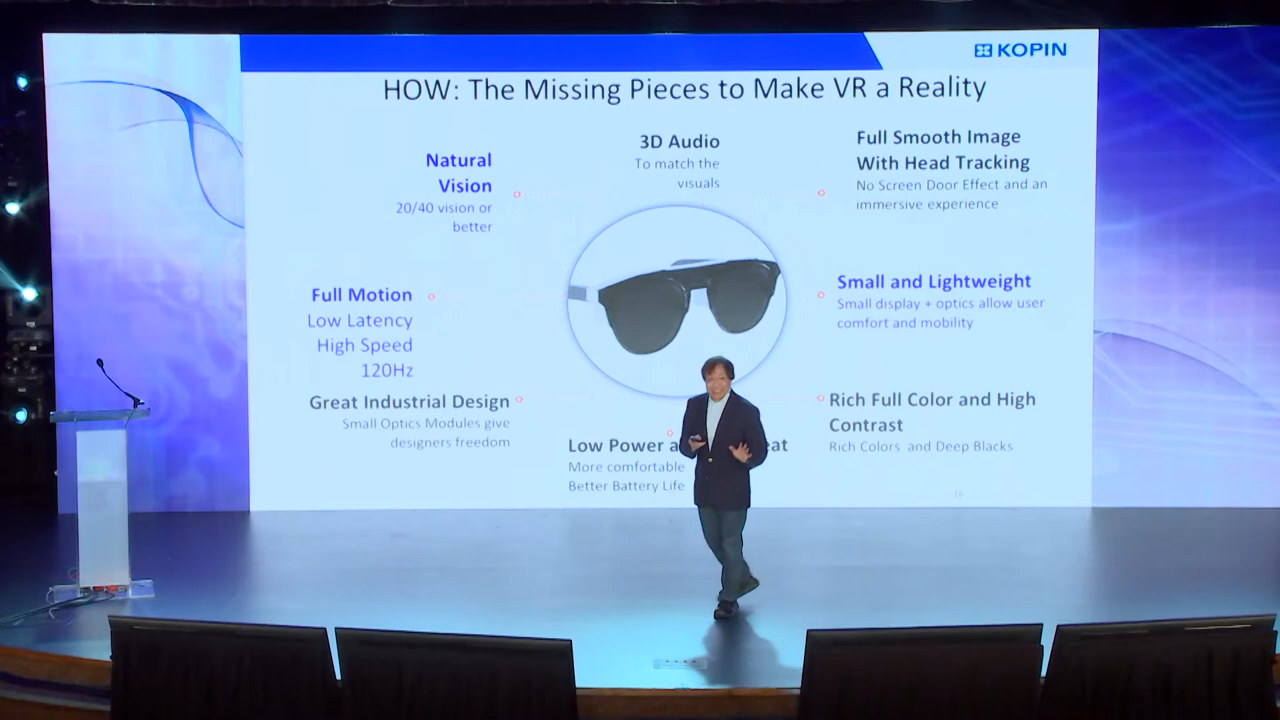 KOPIN
HOW: The Missing Pieces to Make VR a Reality
Natural
Vision
20/40 vision or
better
3D Audio
To match the
visuals
Full Smooth Image
With Head Tracking
No Screen Door Effect and an
immersive experience
Full Motion
Low Latency
High Speed
120Hz
Small and Lightweight
Small display + optics allow user
comfort and mobility
Great Industrial Design
Small Optics Modules give
designers freedom
Low Power
More comfortable
Better Battery Life
Rich Full Color and High
Contrast
Rich Colors and Deep Blacks
16